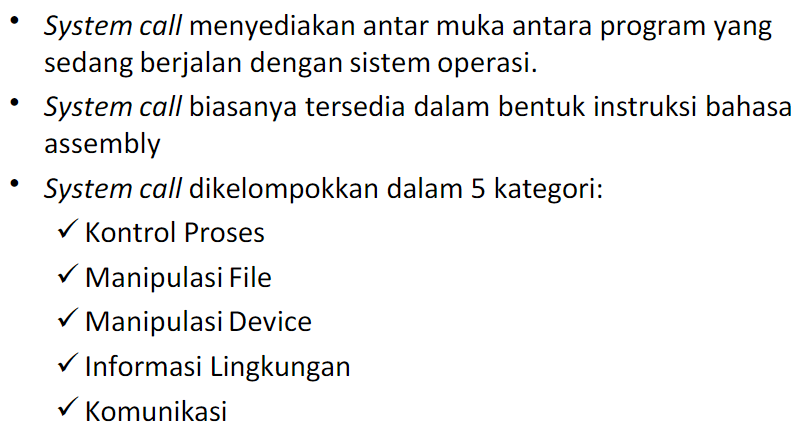 • System call menyediakan antar muka antara program yang
sedang berjalan dengan sistem operasi.
• System call biasanya tersedia dalam bentuk instruksi bahasa
assembly
• System call dikelompokkan dalam 5 kategori:
✓ Kontrol Proses
✓ Manipulasi File
✓ Manipulasi Device
✓ Informasi Lingkungan
✓ Komunikasi